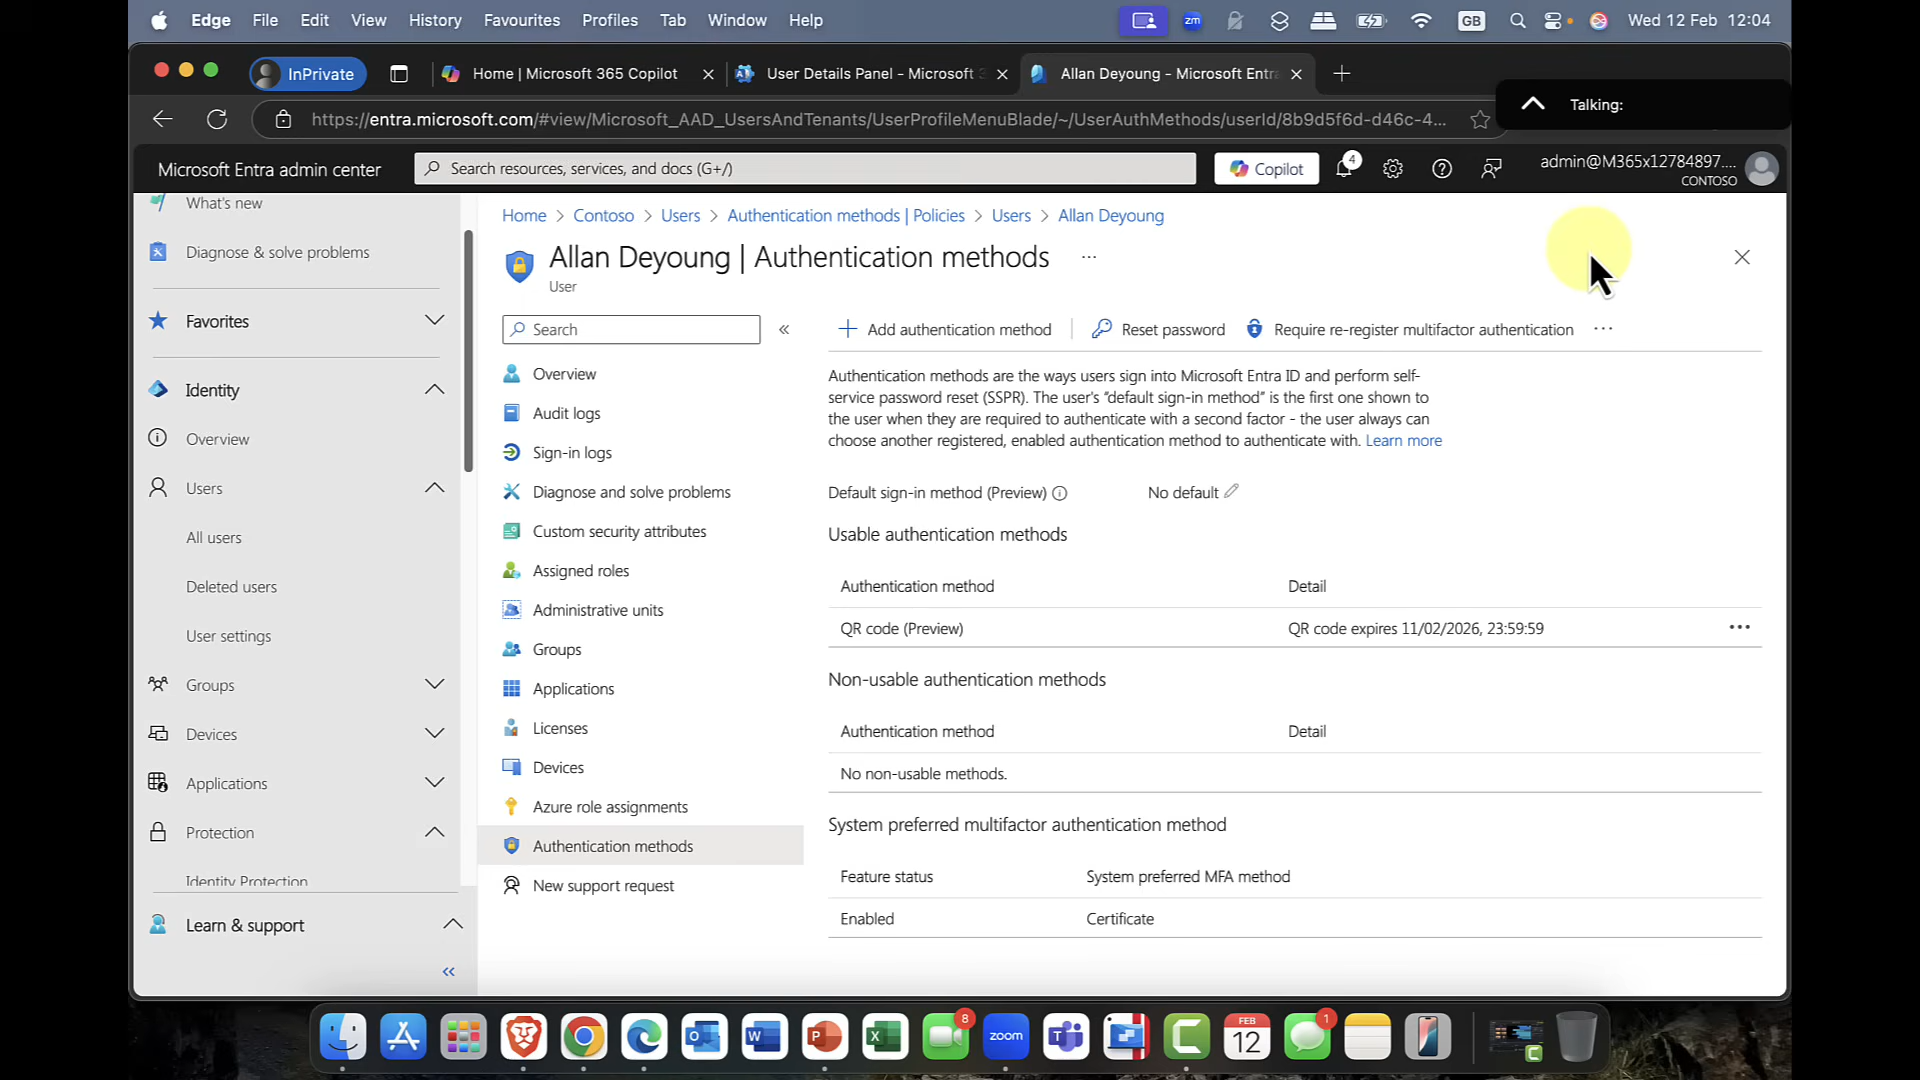 Edge File Edit View History Favourites Profiles Tab Window Help
zm GB Wed 12 Feb 12:04
InPrivate Home | Microsoft 365 Copilot User Details Panel - Microsoft 3 Allan Deyoung - Microsoft Entra
https://entra.microsoft.com/#view/Microsoft_AAD_UsersAndTenants/UserProfileMenuBlade/~/UserAuthMethods/userId/8b9d5f6d-d46c-4...
Talking:
Microsoft Entra admin center
Search resources, services, and docs (G+/)
Copilot
4
admin@M365x12784897....
CONTOSO
What's new
Diagnose & solve problems
Favorites
Identity
Overview
Users
All users
Deleted users
User settings
Groups
Devices
Applications
Protection
Identity Protection
Learn & support
Home > Contoso > Users > Authentication methods | Policies > Users > Allan Deyoung
Allan Deyoung | Authentication methods ...
User
Search
Overview
Audit logs
Sign-in logs
Diagnose and solve problems
Custom security attributes
Assigned roles
Administrative units
Groups
Applications
Licenses
Devices
Azure role assignments
Authentication methods
New support request
Add authentication method Reset password Require re-register multifactor authentication ...
Authentication methods are the ways users sign into Microsoft Entra ID and perform self-
service password reset (SSPR). The user's "default sign-in method" is the first one shown to
the user when they are required to authenticate with a second factor - the user always can
choose another registered, enabled authentication method to authenticate with. Learn more
Default sign-in method (Preview) No default
Usable authentication methods
Authentication method Detail
QR code (Preview) QR code expires 11/02/2026, 23:59:59 ...
Non-usable authentication methods
Authentication method Detail
No non-usable methods.
System preferred multifactor authentication method
Feature status System preferred MFA method
Enabled Certificate
8
zoom
FEB
12
1